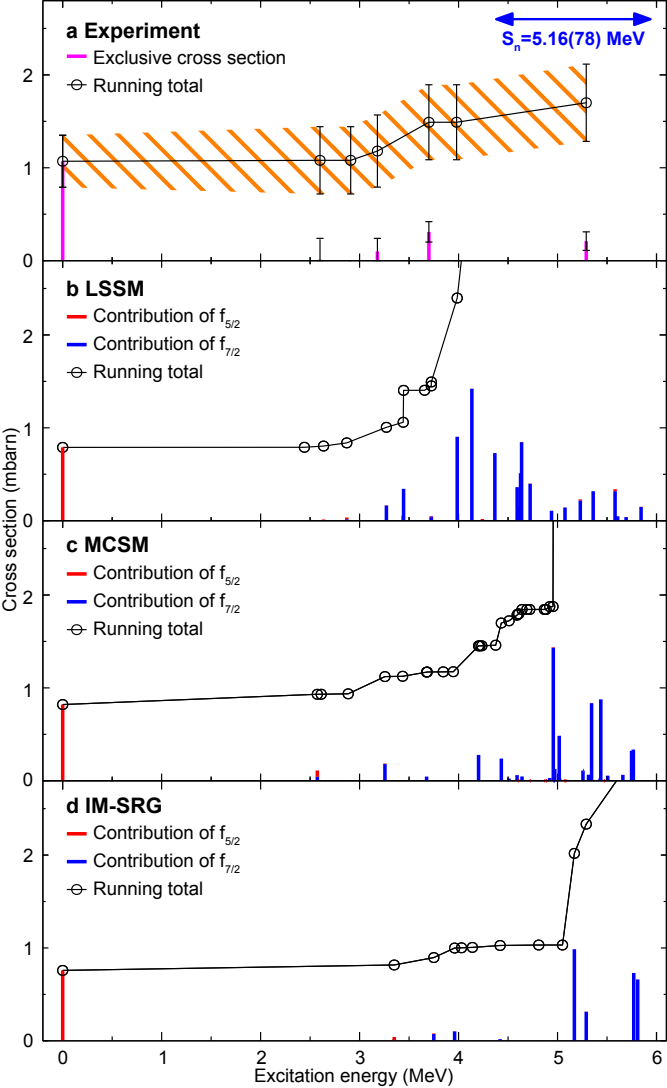 a Experiment
Exclusive cross section
Running total
Sn=5.16(78) MeV
2
1
0
b LSSM
Contribution of f5/2
Contribution of f7/2
Running total
2
1
0
c MCSM
Contribution of f5/2
Contribution of f7/2
Running total
2
1
0
d IM-SRG
Contribution of f5/2
Contribution of f7/2
Running total
2
1
0
Cross section (mbarn)
0 1 2 3 4 5 6
Excitation energy (MeV)